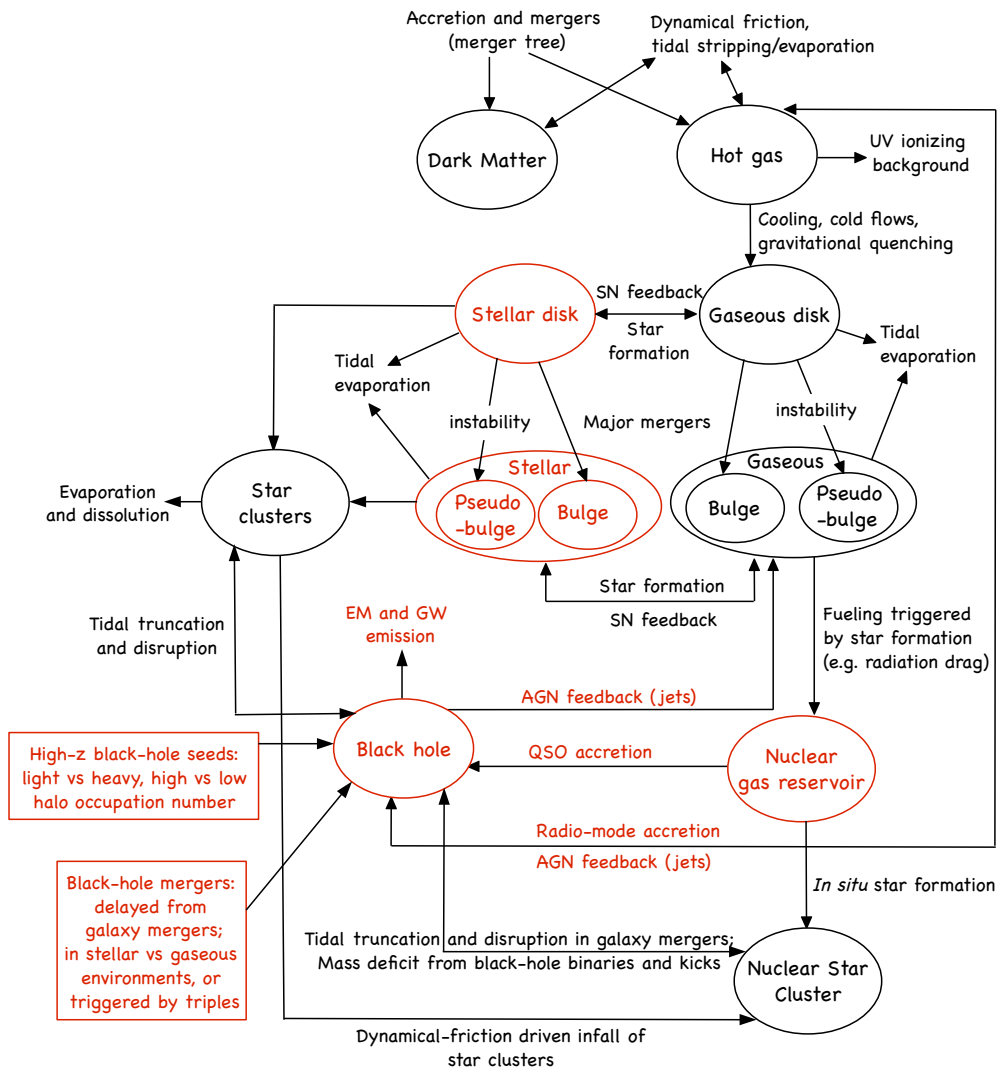 Accretion and mergers
(merger tree)
Dynamical friction,
tidal stripping/evaporation
Dark Matter
Hot gas
UV ionizing
background
Cooling, cold flows,
gravitational quenching
Stellar disk
SN feedback
Star
formation
Gaseous disk
Tidal
evaporation
Tidal
evaporation
instability
Major mergers
instability
Stellar
Pseudo
-bulge
Bulge
Gaseous
Bulge
Pseudo
-bulge
Star
clusters
Evaporation
and dissolution
Star formation
SN feedback
Tidal truncation
and disruption
EM and GW
emission
Fueling triggered
by star formation
(e.g. radiation drag)
AGN feedback (jets)
Black hole
QSO accretion
Nuclear
gas reservoir
High-z black-hole seeds:
light vs heavy, high vs low
halo occupation number
Radio-mode accretion
AGN feedback (jets)
Black-hole mergers:
delayed from
galaxy mergers;
in stellar vs gaseous
environments, or
triggered by triples
In situ star formation
Tidal truncation and disruption in galaxy mergers;
Mass deficit from black-hole binaries and kicks
Nuclear Star
Cluster
Dynamical-friction driven infall of
star clusters